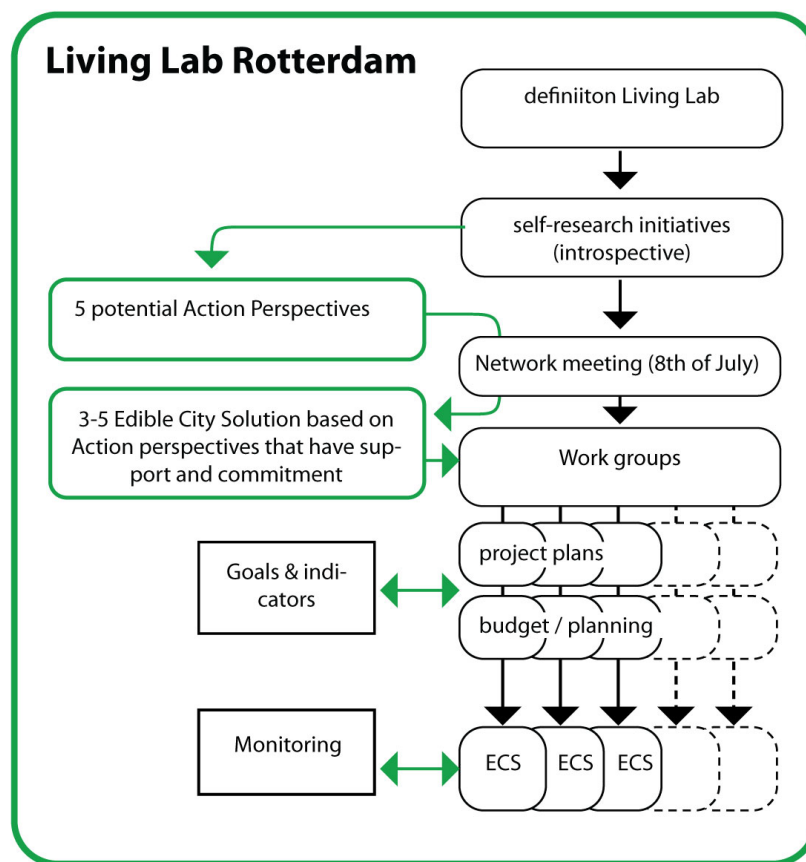 Living Lab Rotterdam
definiiton Living Lab
self-research initiatives
(introspective)
5 potential Action Perspectives
Network meeting (8th of July)
3-5 Edible City Solution based on
Action perspectives that have sup-
port and commitment
Work groups
project plans
Goals & indi-
cators
budget / planning
Monitoring
ECS ECS ECS